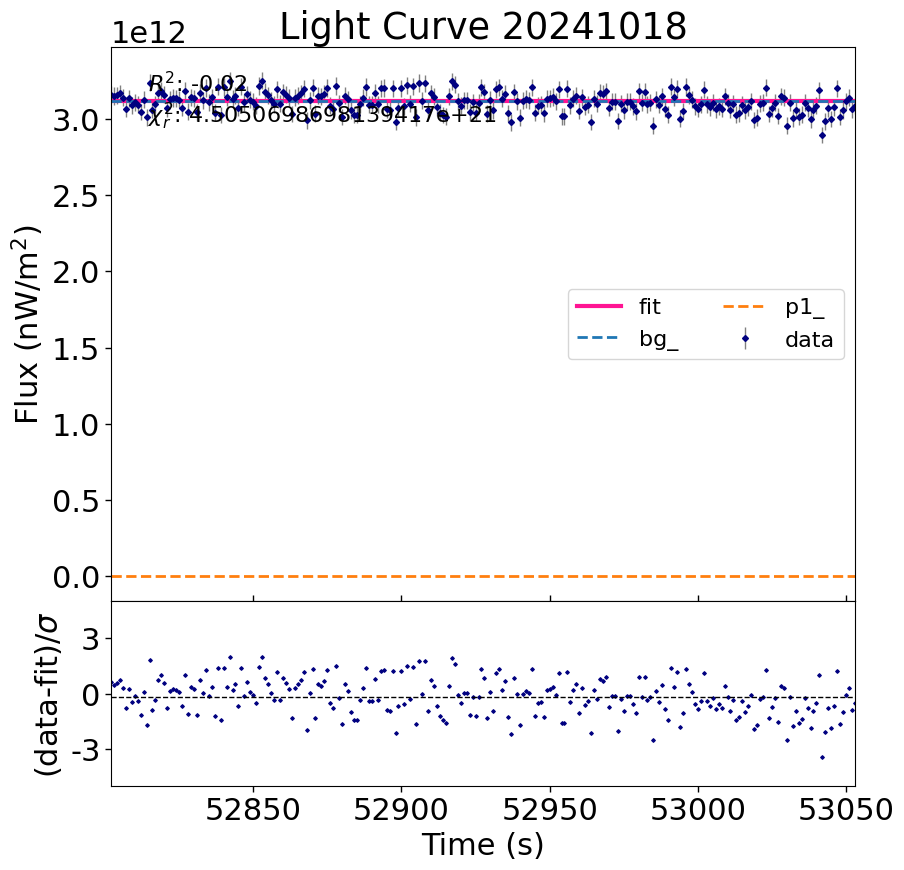 Light Curve 20241018
1e12
R²: -0.02
χ²ᵣ: 4.505069869813941​7e+21
3.0
2.5
2.0
1.5
1.0
0.5
0.0
Flux (nW/m²)
fit
bg_
p1_
data
3
0
-3
(data-fit)/σ
52850 52900 52950 53000 53050
Time (s)